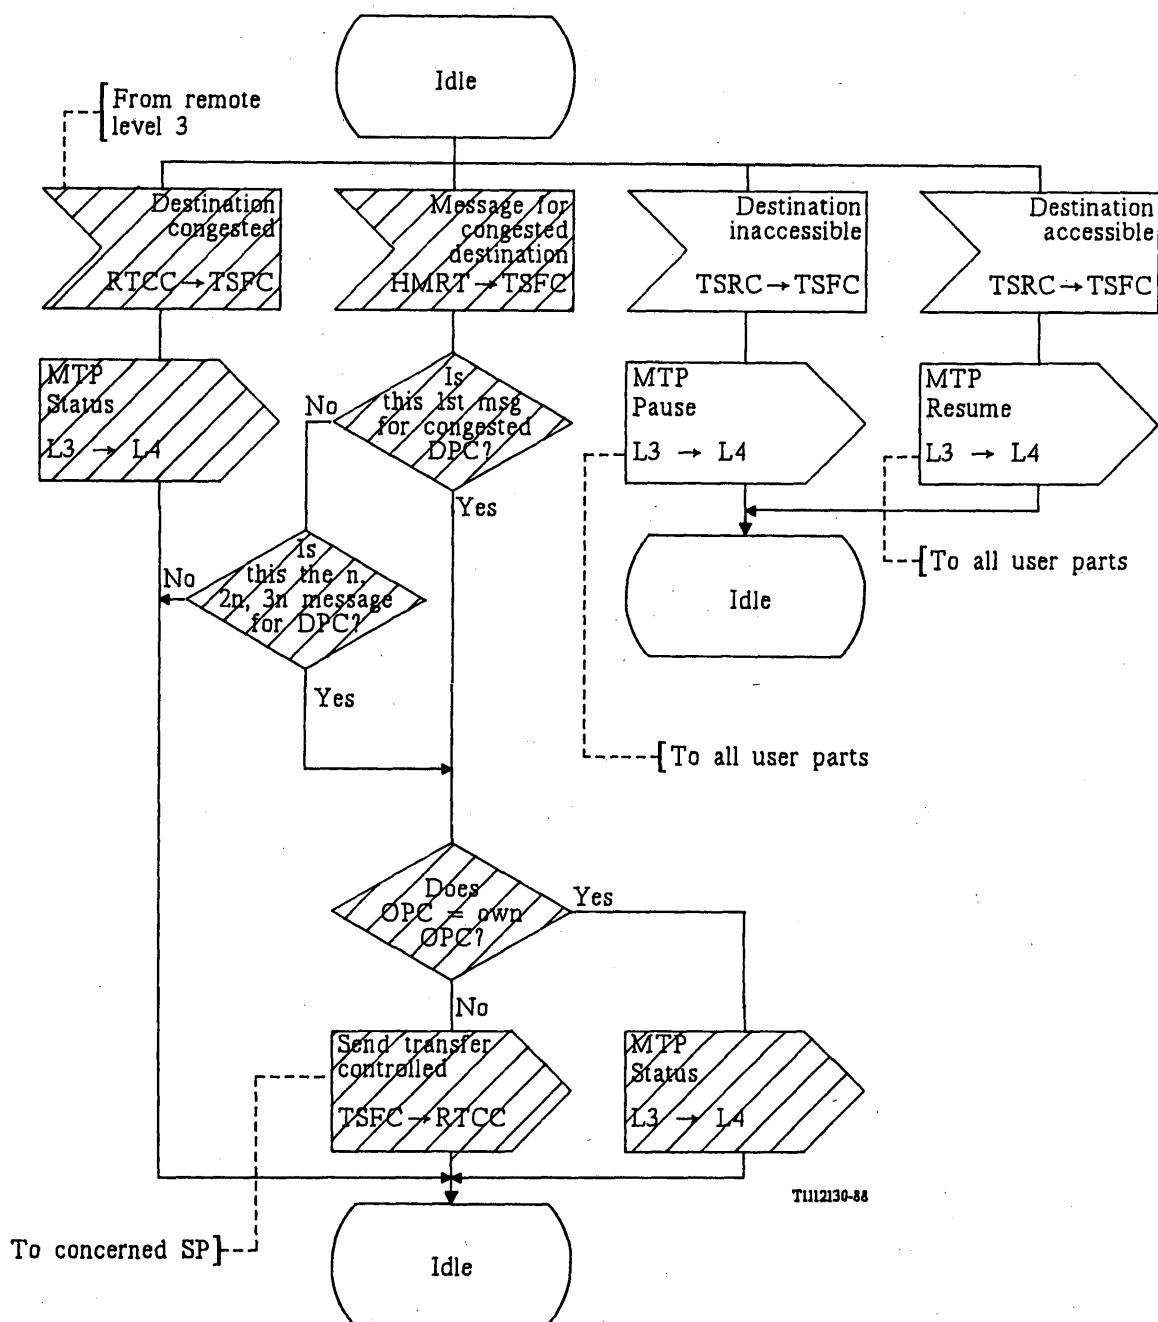 Idle
From remote
level 3
Destination
congested
RTCC → TSFC
Message for
congested
destination
HMRT → TSFC
Destination
inaccessible
TSRC → TSFC
Destination
accessible
TSRC → TSFC
MTP
Status
L3 → L4
Is
this 1st msg
for congested
DPC?
No
Yes
MTP
Pause
L3 → L4
MTP
Resume
L3 → L4
Is
this the n,
2n, 3n message
for DPC?
No
Yes
Idle
To all user parts
To all user parts
Does
OPC = own
OPC?
Yes
No
Send transfer
controlled
TSFC → RTCC
MTP
Status
L3 → L4
T1112130-88
To concerned SP
Idle